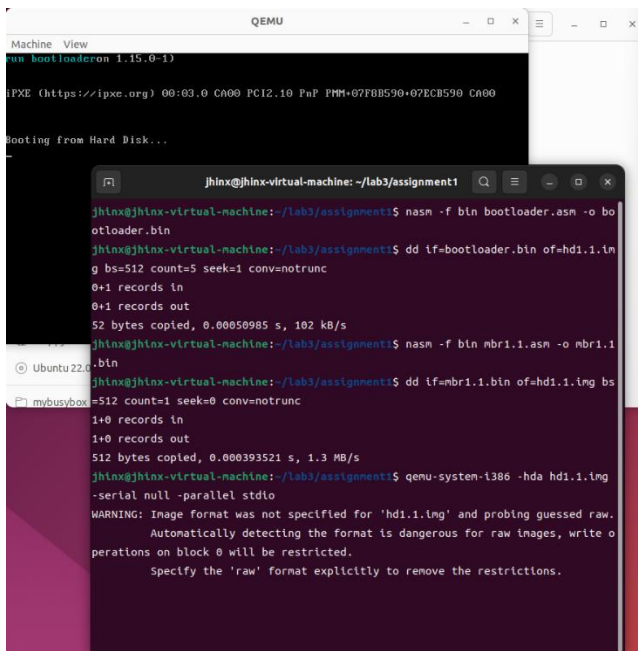 QEMU
Machine View
run bootloaderon 1.15.0-1)
iPXE (https://ipxe.org) 00:03.0 CA00 PCI2.10 PnP PMM+07F8B590+07ECB590 CA00
Booting from Hard Disk...
jhinx@jhinx-virtual-machine: ~/lab3/assignment1
jhinx@jhinx-virtual-machine:~/lab3/assignment1$ nasm -f bin bootloader.asm -o bo
otloader.bin
jhinx@jhinx-virtual-machine:~/lab3/assignment1$ dd if=bootloader.bin of=hd1.1.im
g bs=512 count=5 seek=1 conv=notrunc
0+1 records in
0+1 records out
52 bytes copied, 0.00050985 s, 102 kB/s
jhinx@jhinx-virtual-machine:~/lab3/assignment1$ nasm -f bin mbr1.1.asm -o mbr1.1
.bin
jhinx@jhinx-virtual-machine:~/lab3/assignment1$ dd if=mbr1.1.bin of=hd1.1.img bs
=512 count=1 seek=0 conv=notrunc
1+0 records in
1+0 records out
512 bytes copied, 0.000393521 s, 1.3 MB/s
jhinx@jhinx-virtual-machine:~/lab3/assignment1$ qemu-system-i386 -hda hd1.1.img
-serial null -parallel stdio
WARNING: Image format was not specified for 'hd1.1.img' and probing guessed raw.
Automatically detecting the format is dangerous for raw images, write o
perations on block 0 will be restricted.
Specify the 'raw' format explicitly to remove the restrictions.
Ubuntu 22.0
mybusybox